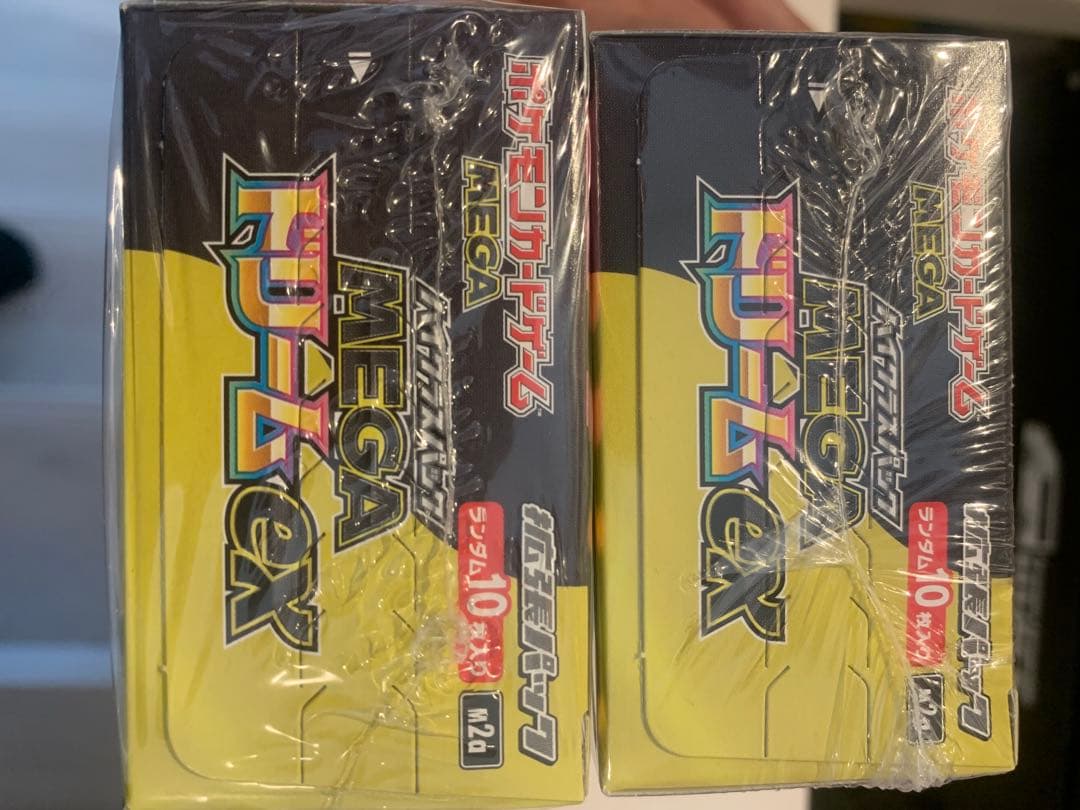 ポケモンカードゲーム
MEGA
拡張パック
ハイクラスパック
MEGA
ドリームex
ランダム10枚入り
M2a
ポケモンカードゲーム
MEGA
拡張パック
ハイクラスパック
MEGA
ドリームex
ランダム10枚入り
M2a